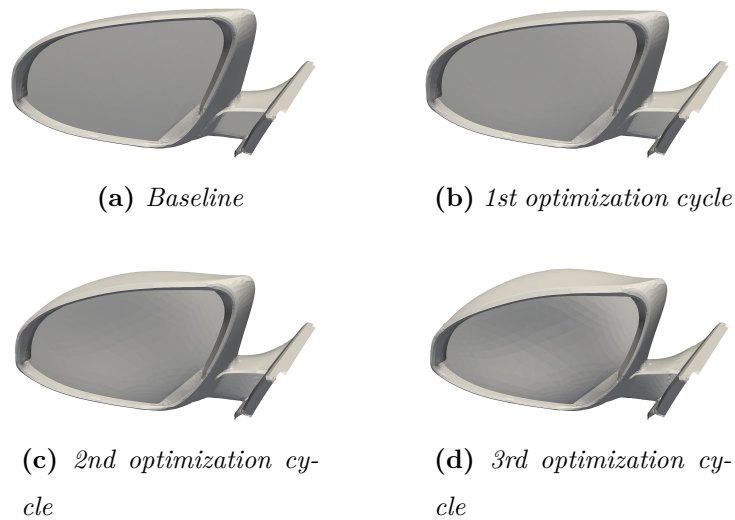 (a) Baseline
(b) 1st optimization cycle
(c) 2nd optimization cy-
cle
(d) 3rd optimization cy-
cle